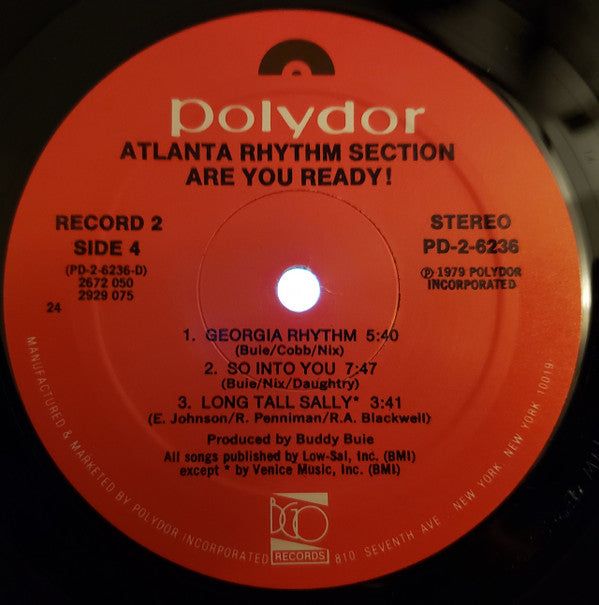 polydor
ATLANTA RHYTHM SECTION
ARE YOU READY!
RECORD 2
SIDE 4
(PD-2-6236-D)
2672 050
2929 075
24
STEREO
PD-2-6236
℗ 1979 POLYDOR
INCORPORATED
1. GEORGIA RHYTHM 5:40
(Buie/Cobb/Nix)
2. SO INTO YOU 7:47
(Buie/Nix/Daughtry)
3. LONG TALL SALLY* 3:41
(E. Johnson/R. Penniman/R.A. Blackwell)
Produced by Buddy Buie
All songs published by Low-Sal, Inc. (BMI)
except * by Venice Music, Inc. (BMI)
BGO
RECORDS
MANUFACTURED & MARKETED BY POLYDOR INCORPORATED 810 SEVENTH AVE · NEW YORK, NEW YORK 10019